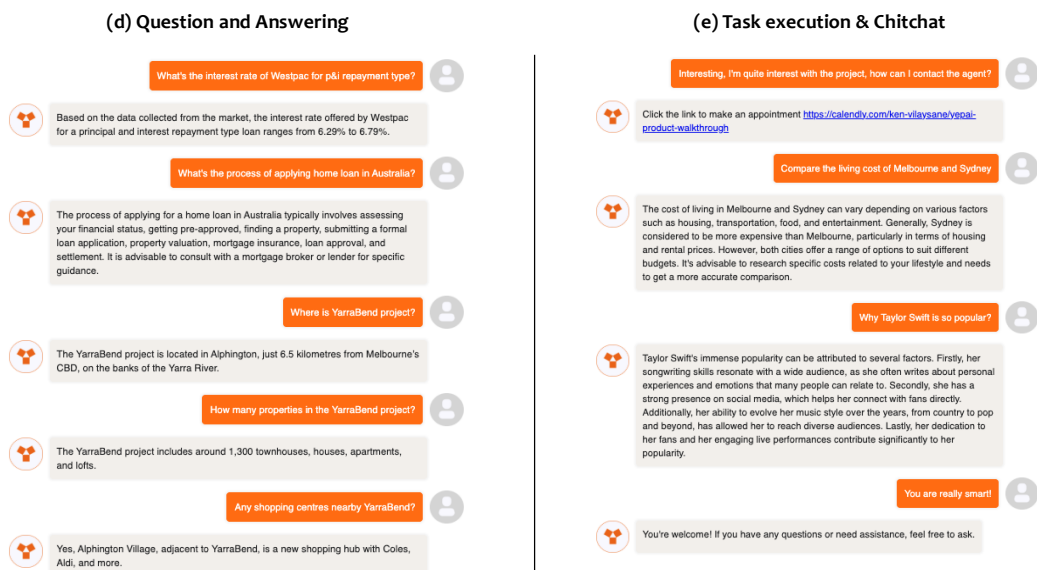 (d) Question and Answering
What's the interest rate of Westpac for p&i repayment type?
Based on the data collected from the market, the interest rate offered by Westpac
for a principal and interest repayment type loan ranges from 6.29% to 6.79%.
What's the process of applying home loan in Australia?
The process of applying for a home loan in Australia typically involves assessing
your financial status, getting pre-approved, finding a property, submitting a formal
loan application, property valuation, mortgage insurance, loan approval, and
settlement. It is advisable to consult with a mortgage broker or lender for specific
guidance.
Where is YarraBend project?
The YarraBend project is located in Alphington, just 6.5 kilometres from Melbourne's
CBD, on the banks of the Yarra River.
How many properties in the YarraBend project?
The YarraBend project includes around 1,300 townhouses, houses, apartments,
and lofts.
Any shopping centres nearby YarraBend?
Yes, Alphington Village, adjacent to YarraBend, is a new shopping hub with Coles,
Aldi, and more.
(e) Task execution & Chitchat
Interesting, I'm quite interest with the project, how can I contact the agent?
Click the link to make an appointment https://calendly.com/ken-vilaysane/yepai-
product-walkthrough
Compare the living cost of Melbourne and Sydney
The cost of living in Melbourne and Sydney can vary depending on various factors
such as housing, transportation, food, and entertainment. Generally, Sydney is
considered to be more expensive than Melbourne, particularly in terms of housing
and rental prices. However, both cities offer a range of options to suit different
budgets. It's advisable to research specific costs related to your lifestyle and needs
to get a more accurate comparison.
Why Taylor Swift is so popular?
Taylor Swift's immense popularity can be attributed to several factors. Firstly, her
songwriting skills resonate with a wide audience, as she often writes about personal
experiences and emotions that many people can relate to. Secondly, she has a
strong presence on social media, which helps her connect with fans directly.
Additionally, her ability to evolve her music style over the years, from country to pop
and beyond, has allowed her to reach diverse audiences. Lastly, her dedication to
her fans and her engaging live performances contribute significantly to her
popularity.
You are really smart!
You're welcome! If you have any questions or need assistance, feel free to ask.